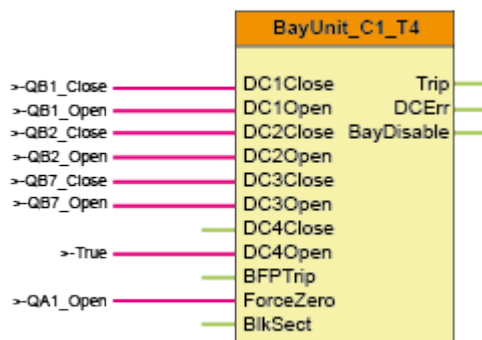 BayUnit_C1_T4
>-QB1_Close DC1Close Trip
>-QB1_Open DC1Open DCErr
>-QB2_Close DC2Close BayDisable
>-QB2_Open DC2Open
>-QB7_Close DC3Close
>-QB7_Open DC3Open
DC4Close
>-True DC4Open
BFPTrip
>-QA1_Open ForceZero
BlkSect